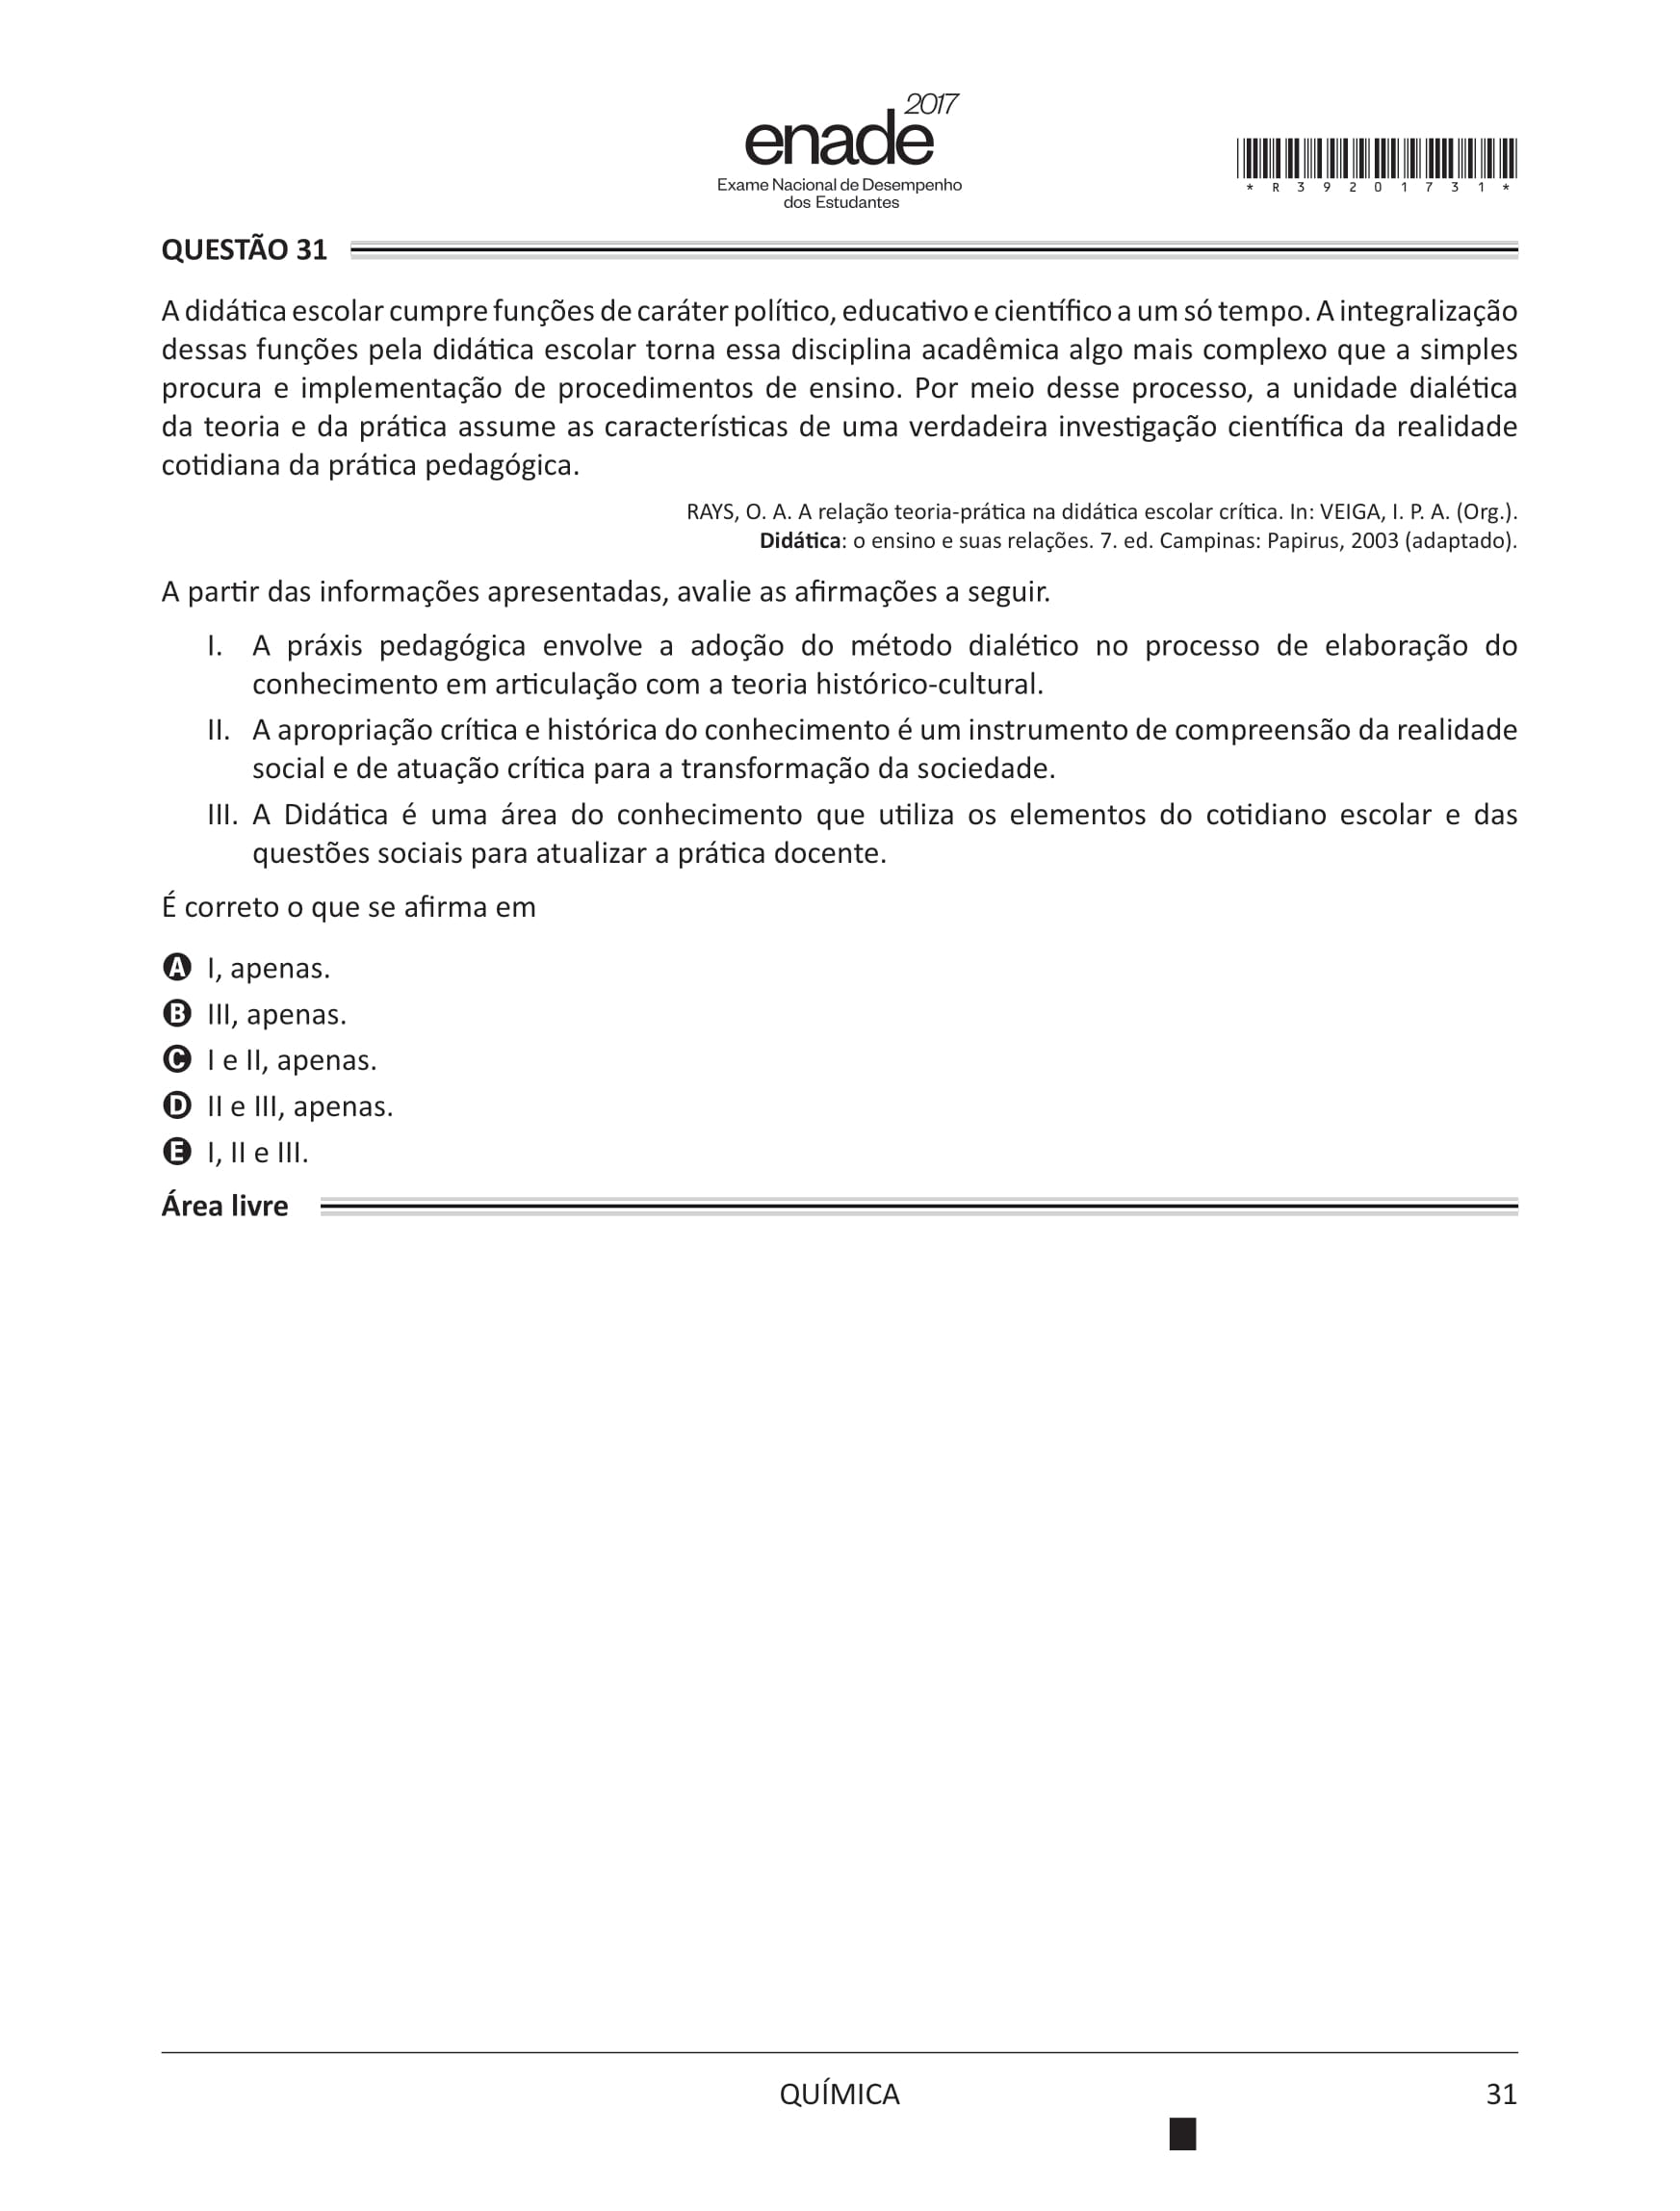 2017
enade
Exame Nacional de Desempenho
dos Estudantes
* R 3 9 2 0 1 7 3 1 *
QUESTÃO 31
A didática escolar cumpre funções de caráter político, educativo e científico a um só tempo. A integralização
dessas funções pela didática escolar torna essa disciplina acadêmica algo mais complexo que a simples
procura e implementação de procedimentos de ensino. Por meio desse processo, a unidade dialética
da teoria e da prática assume as características de uma verdadeira investigação científica da realidade
cotidiana da prática pedagógica.
RAYS, O. A. A relação teoria-prática na didática escolar crítica. In: VEIGA, I. P. A. (Org.).
Didática: o ensino e suas relações. 7. ed. Campinas: Papirus, 2003 (adaptado).
A partir das informações apresentadas, avalie as afirmações a seguir.
I. A práxis pedagógica envolve a adoção do método dialético no processo de elaboração do
conhecimento em articulação com a teoria histórico-cultural.
II. A apropriação crítica e histórica do conhecimento é um instrumento de compreensão da realidade
social e de atuação crítica para a transformação da sociedade.
III. A Didática é uma área do conhecimento que utiliza os elementos do cotidiano escolar e das
questões sociais para atualizar a prática docente.
É correto o que se afirma em
A I, apenas.
B III, apenas.
C I e II, apenas.
D II e III, apenas.
E I, II e III.
Área livre
QUÍMICA
31